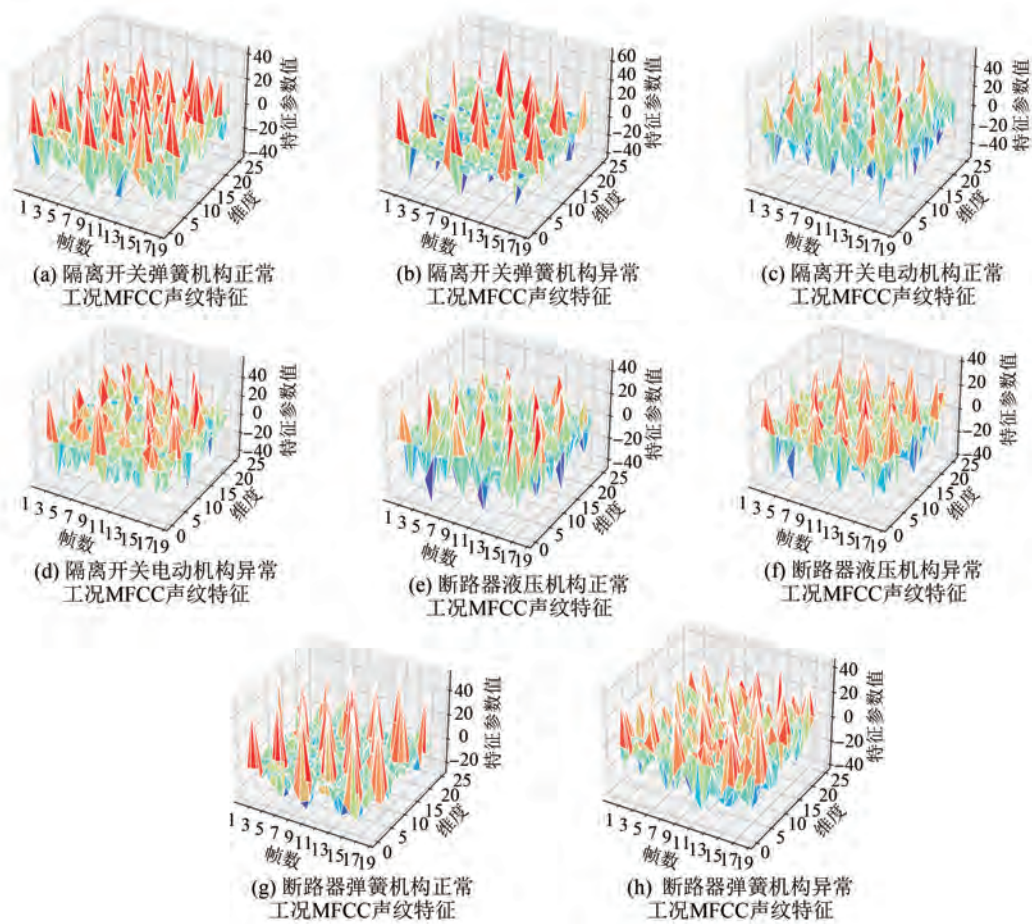 40
20
0
−20
−40
特征参数值
25
20
15
10
5
0
维度
1 3 5 7 9 11 13 15 17 19
帧数
(a) 隔离开关弹簧机构正常
工况MFCC声纹特征
60
40
20
0
−20
−40
特征参数值
25
20
15
10
5
0
维度
1 3 5 7 9 11 13 15 17 19
帧数
(b) 隔离开关弹簧机构异常
工况MFCC声纹特征
40
20
0
−20
−40
特征参数值
25
20
15
10
5
0
维度
1 3 5 7 9 11 13 15 17 19
帧数
(c) 隔离开关电动机构正常
工况MFCC声纹特征
40
20
0
−20
−40
特征参数值
25
20
15
10
5
0
维度
1 3 5 7 9 11 13 15 17 19
帧数
(d) 隔离开关电动机构异常
工况MFCC声纹特征
40
20
0
−20
−40
特征参数值
25
20
15
10
5
0
维度
1 3 5 7 9 11 13 15 17 19
帧数
(e) 断路器液压机构正常
工况MFCC声纹特征
40
20
0
−20
−40
特征参数值
25
20
15
10
5
0
维度
1 3 5 7 9 11 13 15 17 19
帧数
(f) 断路器液压机构异常
工况MFCC声纹特征
40
20
0
−20
特征参数值
25
20
15
10
5
0
维度
1 3 5 7 9 11 13 15 17 19
帧数
(g) 断路器弹簧机构正常
工况MFCC声纹特征
40
20
0
−20
−40
特征参数值
25
20
15
10
5
0
维度
1 3 5 7 9 11 13 15 17 19
帧数
(h) 断路器弹簧机构异常
工况MFCC声纹特征